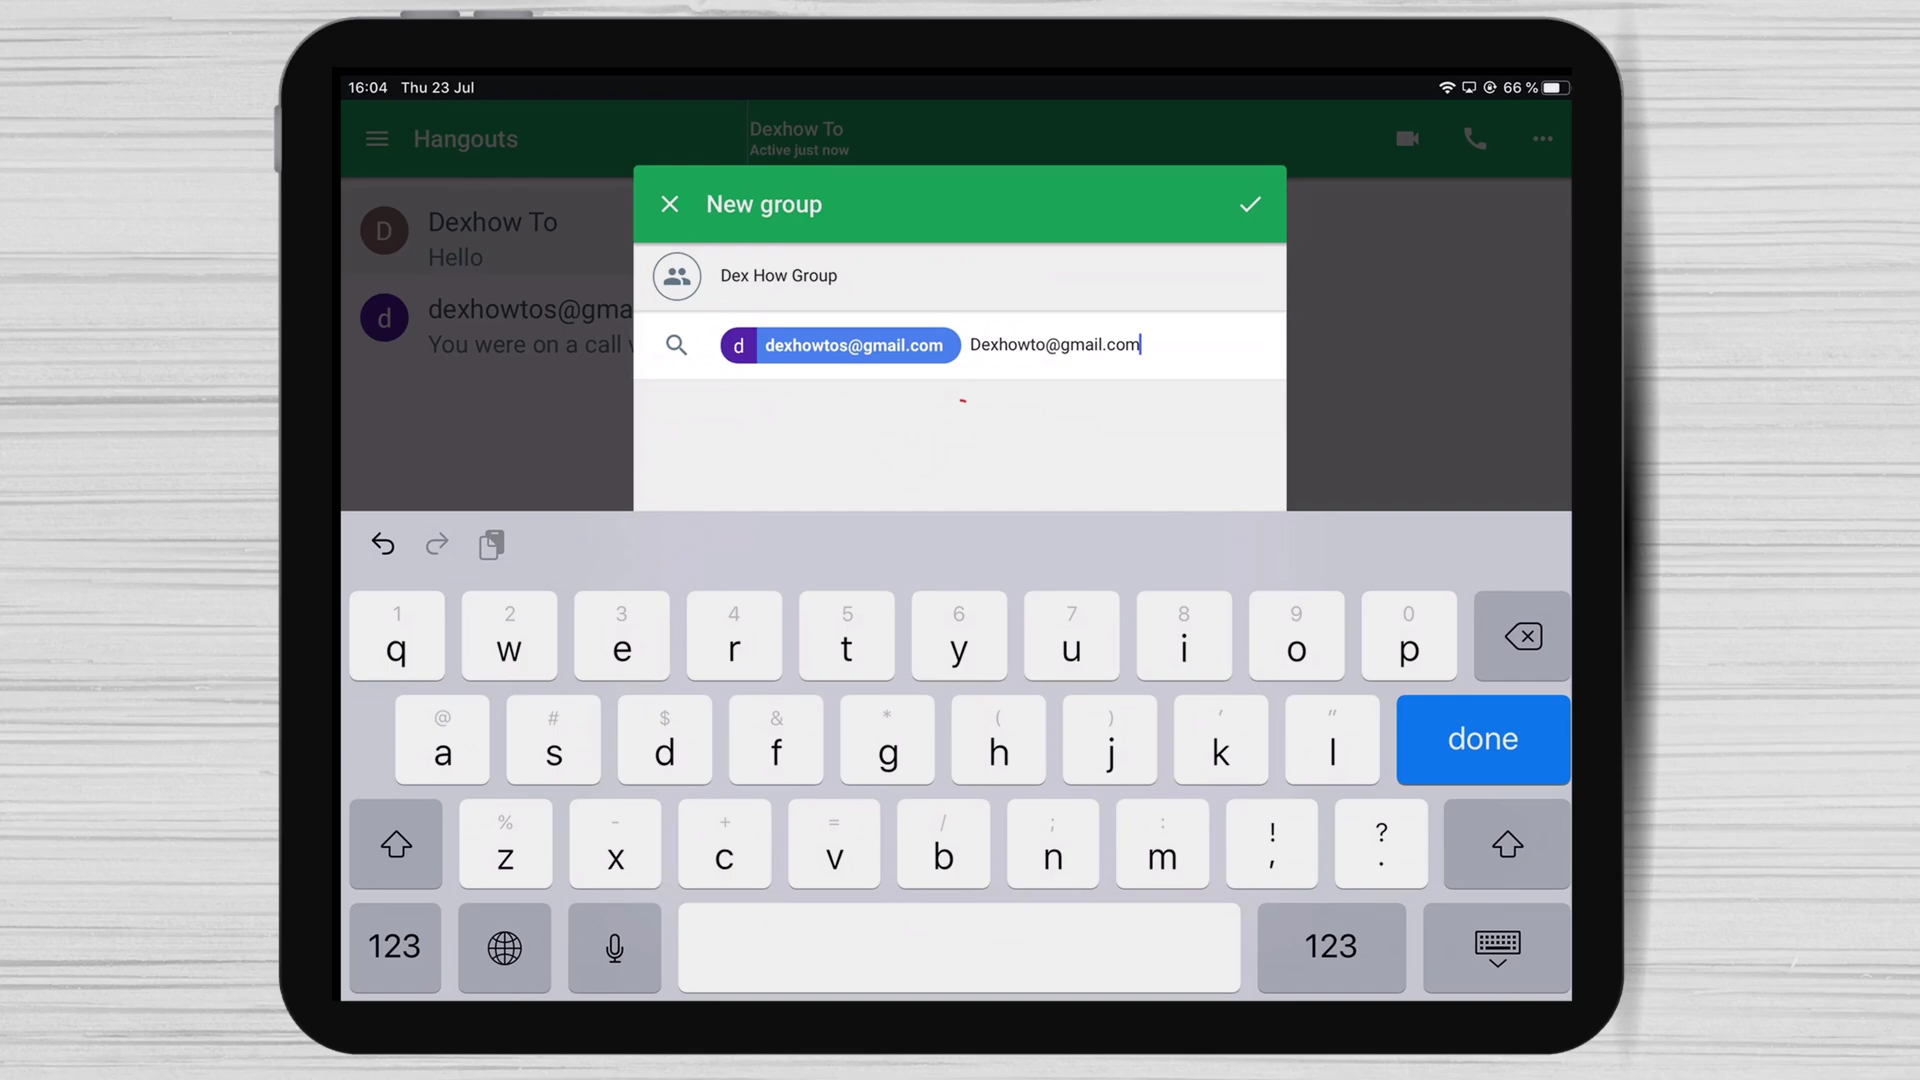 16:04 Thu 23 Jul
66 %
Hangouts
Dexhow To
Active just now
D
Dexhow To
Hello
d
dexhowtos@gma
You were on a call
New group
Dex How Group
d dexhowtos@gmail.com Dexhowto@gmail.com
1 2 3 4 5 6 7 8 9 0
q w e r t y u i o p
@ # $ & * ( ) ' "
a s d f g h j k l done
% - + = / ; : ! ?
z x c v b n m , .
123 123